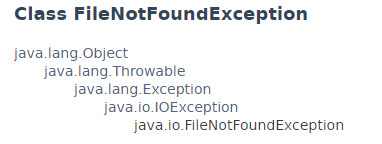 Class FileNotFoundException
java.lang.Object
java.lang.Throwable
java.lang.Exception
java.io.IOException
java.io.FileNotFoundException